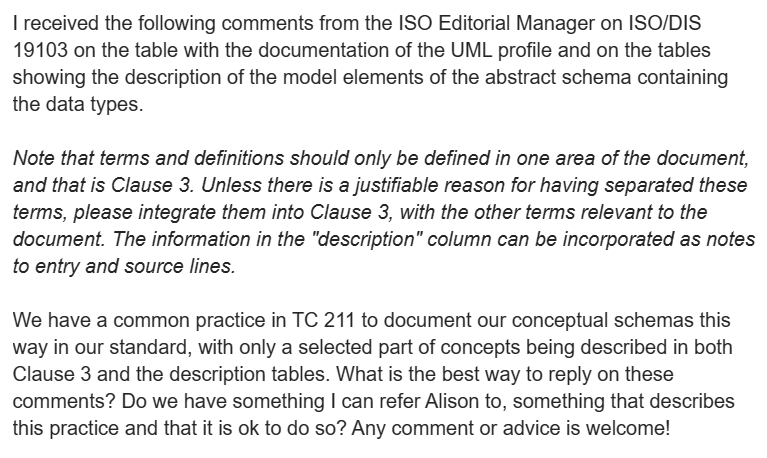 I received the following comments from the ISO Editorial Manager on ISO/DIS
19103 on the table with the documentation of the UML profile and on the tables
showing the description of the model elements of the abstract schema containing
the data types.
Note that terms and definitions should only be defined in one area of the document,
and that is Clause 3. Unless there is a justifiable reason for having separated these
terms, please integrate them into Clause 3, with the other terms relevant to the
document. The information in the "description" column can be incorporated as notes
to entry and source lines.
We have a common practice in TC 211 to document our conceptual schemas this
way in our standard, with only a selected part of concepts being described in both
Clause 3 and the description tables. What is the best way to reply on these
comments? Do we have something I can refer Alison to, something that describes
this practice and that it is ok to do so? Any comment or advice is welcome!